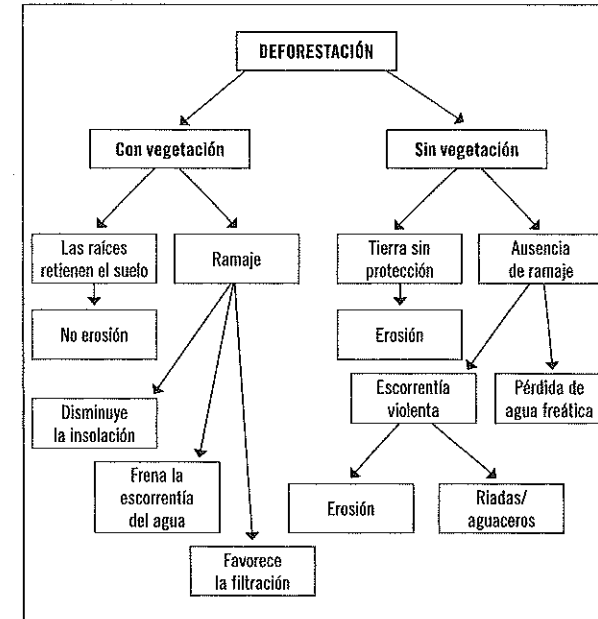 DEFORESTACIÓN
Con vegetación
Sin vegetación
Las raíces
retienen el suelo
Ramaje
Tierra sin
protección
Ausencia
de ramaje
No erosión
Erosión
Disminuye
la insolación
Escorrentía
violenta
Pérdida de
agua freática
Frena la
escorrentía
del agua
Erosión
Riadas/
aguaceros
Favorece
la filtración